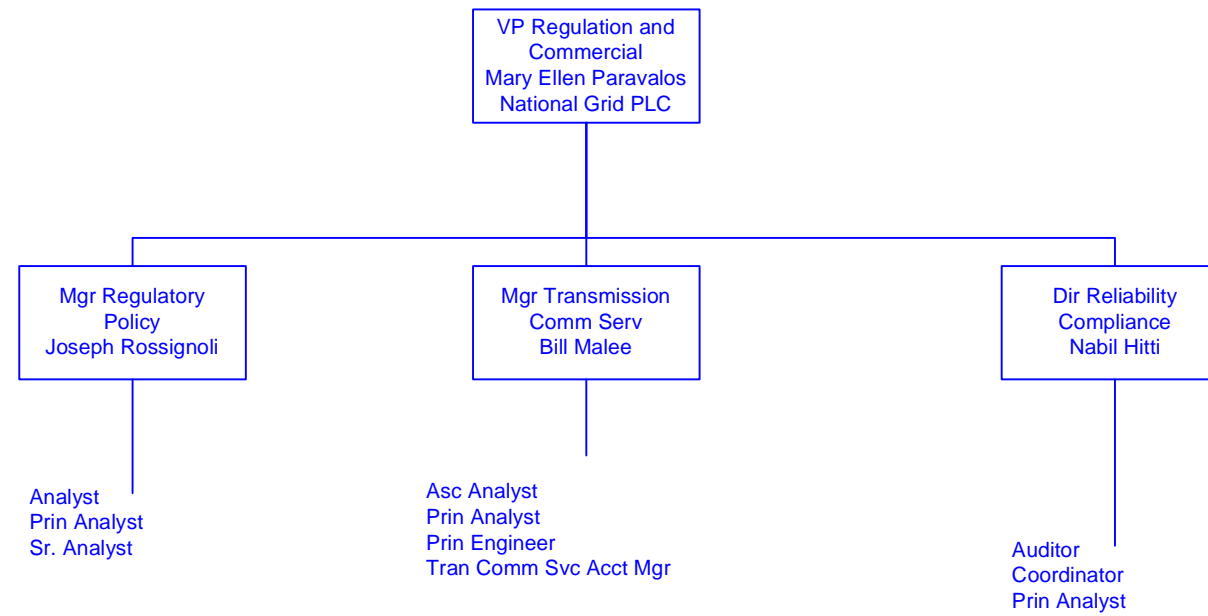 VP Regulation and
Commercial
Mary Ellen Paravalos
National Grid PLC
Mgr Regulatory
Policy
Joseph Rossignoli
Mgr Transmission
Comm Serv
Bill Malee
Dir Reliability
Compliance
Nabil Hitti
Analyst
Prin Analyst
Sr. Analyst
Asc Analyst
Prin Analyst
Prin Engineer
Tran Comm Svc Acct Mgr
Auditor
Coordinator
Prin Analyst